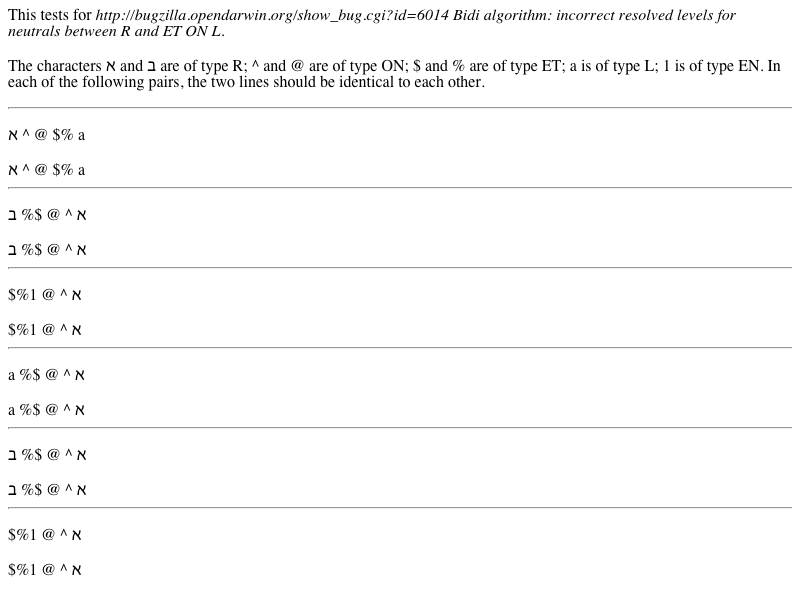 This tests for http://bugzilla.opendarwin.org/show_bug.cgi?id=6014 Bidi algorithm: incorrect resolved levels for
neutrals between R and ET ON L.
The characters א and ב are of type R; ^ and @ are of type ON; $ and % are of type ET; a is of type L; 1 is of type EN. In
each of the following pairs, the two lines should be identical to each other.
א ^ @ $% a
א ^ @ $% a
א ^ @ $% ב
א ^ @ $% ב
א ^ @ $%1
א ^ @ $%1
א ^ @ $% a
א ^ @ $% a
א ^ @ $% ב
א ^ @ $% ב
א ^ @ $%1
א ^ @ $%1